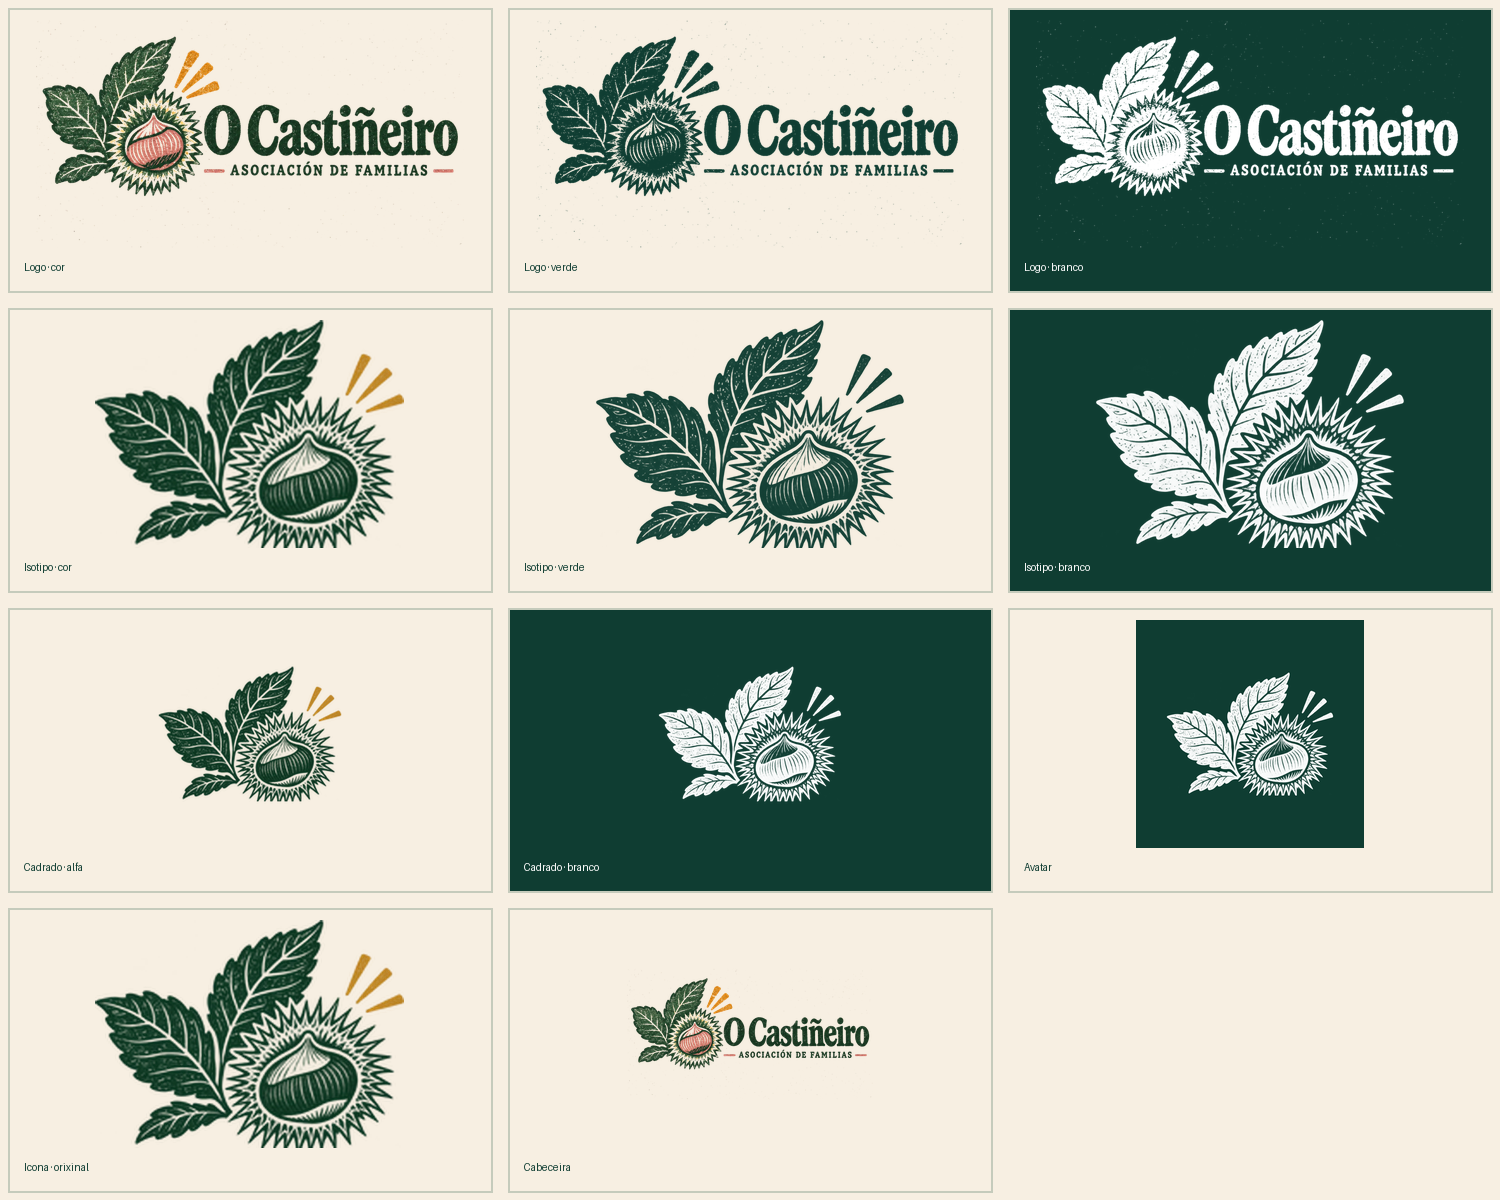 O Castiñeiro
ASOCIACIÓN DE FAMILIAS
Logo·cor
O Castiñeiro
ASOCIACIÓN DE FAMILIAS
Logo·verde
O Castiñeiro
ASOCIACIÓN DE FAMILIAS
Logo·branco
Isotipo·cor
Isotipo·verde
Isotipo·branco
Cadrado·alfa
Cadrado·branco
Avatar
Icona·orixinal
O Castiñeiro
ASOCIACIÓN DE FAMILIAS
Cabeceira